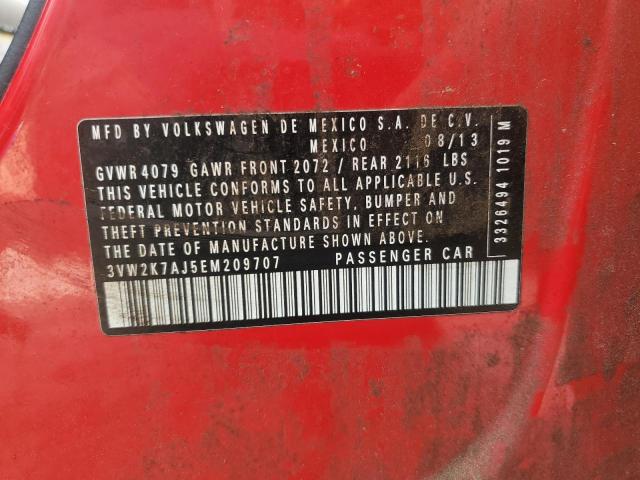 MFD BY VOLKSWAGEN DE MEXICO S.A. DE C.V.
MEXICO 08/13
GVWR 4079 GAWR FRONT 2072 / REAR 2116 LBS
THIS VEHICLE CONFORMS TO ALL APPLICABLE U.S.
FEDERAL MOTOR VEHICLE SAFETY, BUMPER AND
THEFT PREVENTION STANDARDS IN EFFECT ON
THE DATE OF MANUFACTURE SHOWN ABOVE.
3VW2K7AJ5EM209707 PASSENGER CAR
3326494 1019 M